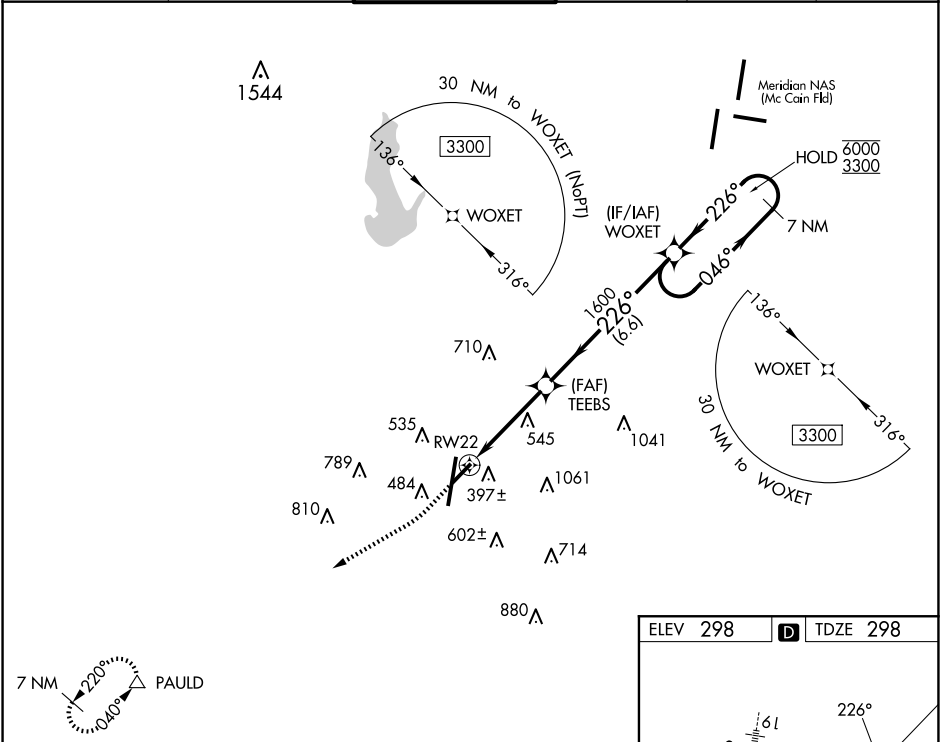 1544
30 NM to WOXET (NoPT)
3300
136°
WOXET
316°
Meridian NAS
(Mc Cain Fld)
HOLD 6000
3300
226°
7 NM
046°
(IF/IAF)
WOXET
1600
226°
(6.6)
136°
WOXET
316°
3300
30 NM to WOXET
710
(FAF)
TEEBS
535
545
1041
RW22
789
484
397±
1061
810
602±
714
880
ELEV 298
D
TDZE 298
7 NM
220°
040°
PAULD
226°
19